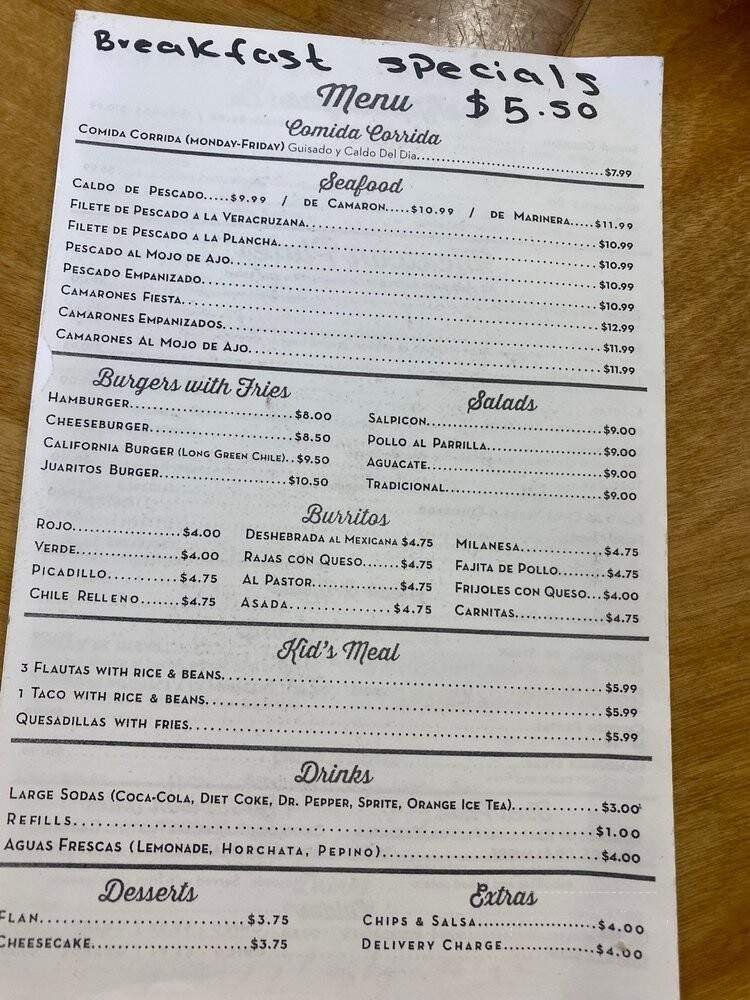 Breakfast specials
$5.50
Menu
Comida Corrida
Comida Corrida (Monday-Friday) Guisado y Caldo Del Dia..........$7.99
Seafood
Caldo de Pescado.....$9.99 / de Camaron.....$10.99 / de Marinera.....$11.99
Filete de Pescado a la Veracruzana..........$10.99
Filete de Pescado a la Plancha..........$10.99
Pescado al Mojo de Ajo..........$10.99
Pescado Empanizado..........$10.99
Camarones Fiesta..........$12.99
Camarones Empanizados..........$11.99
Camarones Al Mojo de Ajo..........$11.99
Burgers with Fries
Hamburger..........$8.00
Cheeseburger..........$8.50
California Burger (Long Green Chile)..$9.50
Juaritos Burger..........$10.50
Salads
Salpicon..........$9.00
Pollo al Parrilla..........$9.00
Aguacate..........$9.00
Tradicional..........$9.00
Burritos
Rojo..........$4.00
Verde..........$4.00
Picadillo..........$4.75
Chile Relleno.......$4.75
Deshebrada al Mexicana $4.75
Rajas con Queso.......$4.75
Al Pastor..........$4.75
Asada..........$4.75
Milanesa..........$4.75
Fajita de Pollo........$4.75
Frijoles con Queso...$4.00
Carnitas..........$4.75
Kid's Meal
3 Flautas with rice & beans..........$5.99
1 Taco with rice & beans..........$5.99
Quesadillas with fries..........$5.99
Drinks
Large Sodas (Coca-Cola, Diet Coke, Dr. Pepper, Sprite, Orange Ice Tea)..........$3.00
Refills..........$1.00
Aguas Frescas (Lemonade, Horchata, Pepino)..........$4.00
Desserts
Flan..........$3.75
Cheesecake..........$3.75
Extras
Chips & Salsa..........$4.00
Delivery Charge..........$4.00